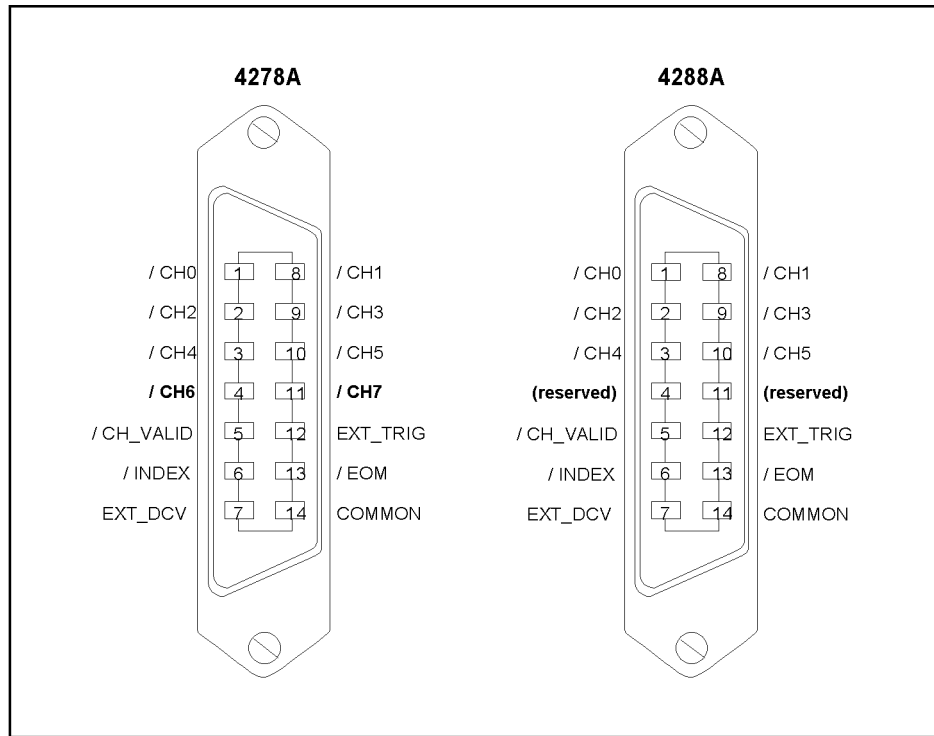 4278A 4288A
/ CH0 1 8 / CH1 / CH0 1 8 / CH1
/ CH2 2 9 / CH3 / CH2 2 9 / CH3
/ CH4 3 10 / CH5 / CH4 3 10 / CH5
/ CH6 4 11 / CH7 (reserved) 4 11 (reserved)
/ CH_VALID 5 12 EXT_TRIG / CH_VALID 5 12 EXT_TRIG
/ INDEX 6 13 / EOM / INDEX 6 13 / EOM
EXT_DCV 7 14 COMMON EXT_DCV 7 14 COMMON